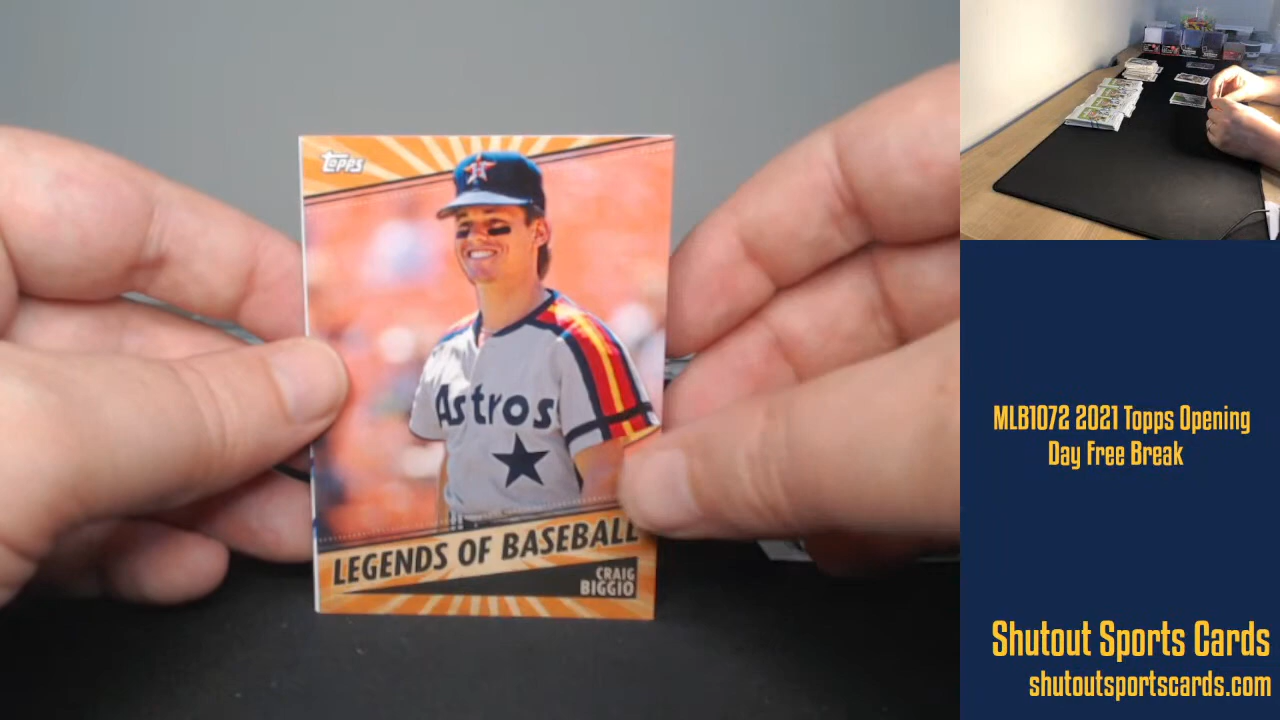 Topps
Astros
LEGENDS OF BASEBALL
CRAIG
BIGGIO
MLB1072 2021 Topps Opening
Day Free Break
Shutout Sports Cards
shutoutsportscards.com